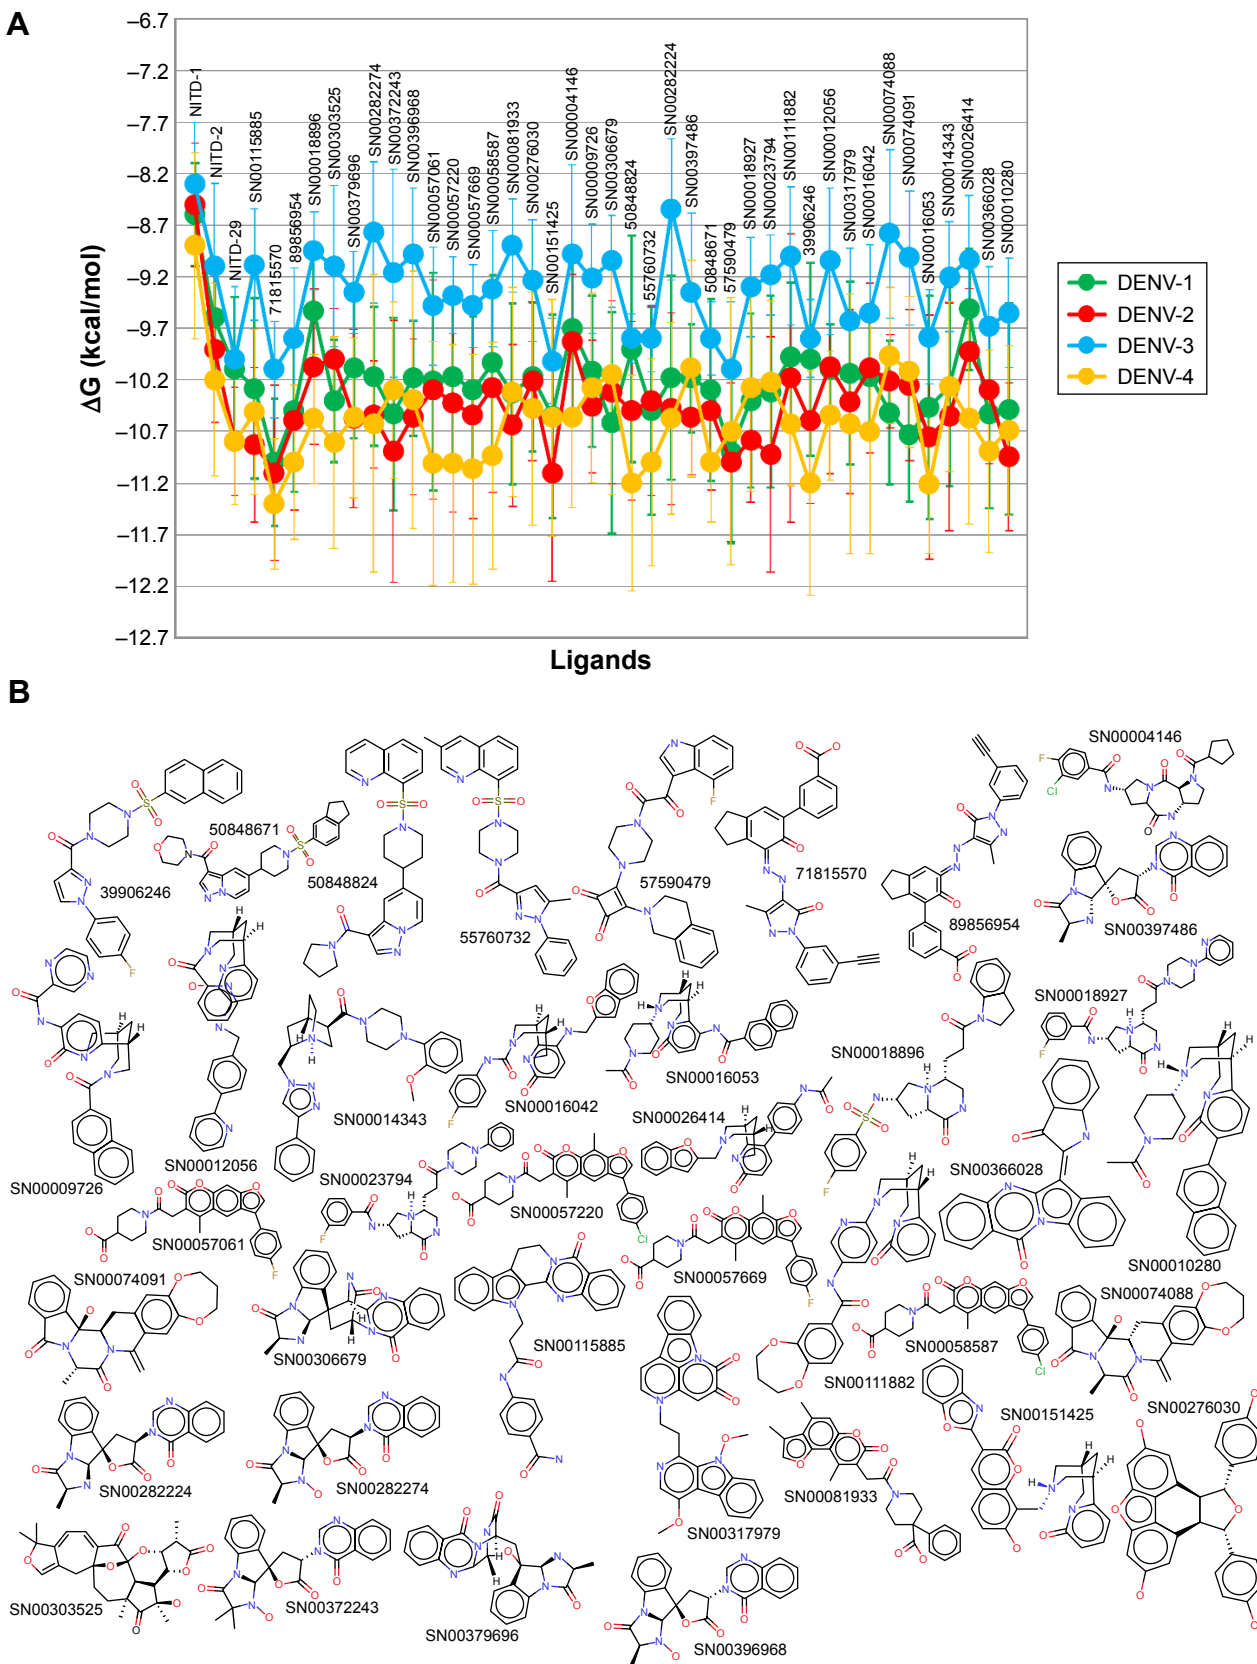 A
ΔG (kcal/mol)
–6.7
–7.2
–7.7
–8.2
–8.7
–9.2
–9.7
–10.2
–10.7
–11.2
–11.7
–12.2
–12.7
NITD-1
NITD-2
NITD-29
SN00115885
71815570
89856954
SN00018896
SN00303525
SN00379696
SN00282274
SN00372243
SN00396968
SN00057061
SN00057220
SN00057669
SN00058587
SN00081933
SN00276030
SN00151425
SN00004146
SN00009726
SN00306679
50848824
55760732
SN00282224
SN00397486
50848671
57590479
SN00018927
SN00023794
SN00111882
39906246
SN00012056
SN00317979
SN00016042
SN00074088
SN00074091
SN00016053
SN00014343
SN00026414
SN00366028
SN00010280
Ligands
DENV-1
DENV-2
DENV-3
DENV-4
B
SN00004146
50848671
39906246
50848824
55760732
57590479
71815570
89856954
SN00397486
SN00018927
SN00009726
SN00012056
SN00014343
SN00016042
SN00016053
SN00018896
SN00026414
SN00023794
SN00057220
SN00366028
SN00010280
SN00057061
SN00057669
SN00074091
SN00306679
SN00115885
SN00111882
SN00058587
SN00074088
SN00282224
SN00282274
SN00317979
SN00081933
SN00151425
SN00276030
SN00303525
SN00372243
SN00379696
SN00396968